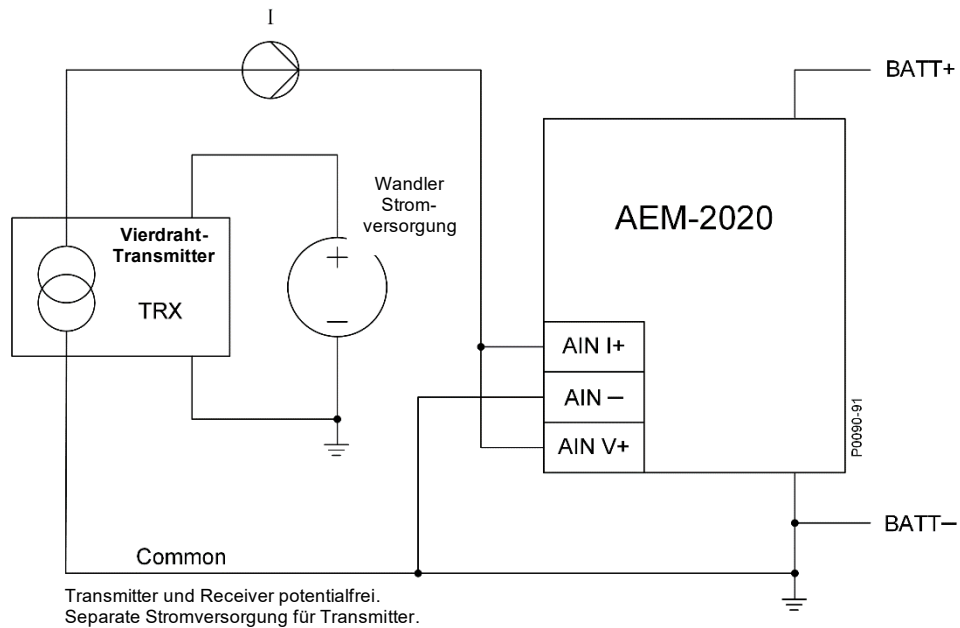 I
BATT+
Wandler
Strom-
versorgung
AEM-2020
Vierdraht-
Transmitter
TRX
+
–
AIN I+
AIN –
AIN V+
P0090-91
BATT–
Common
Transmitter und Receiver potentialfrei.
Separate Stromversorgung für Transmitter.